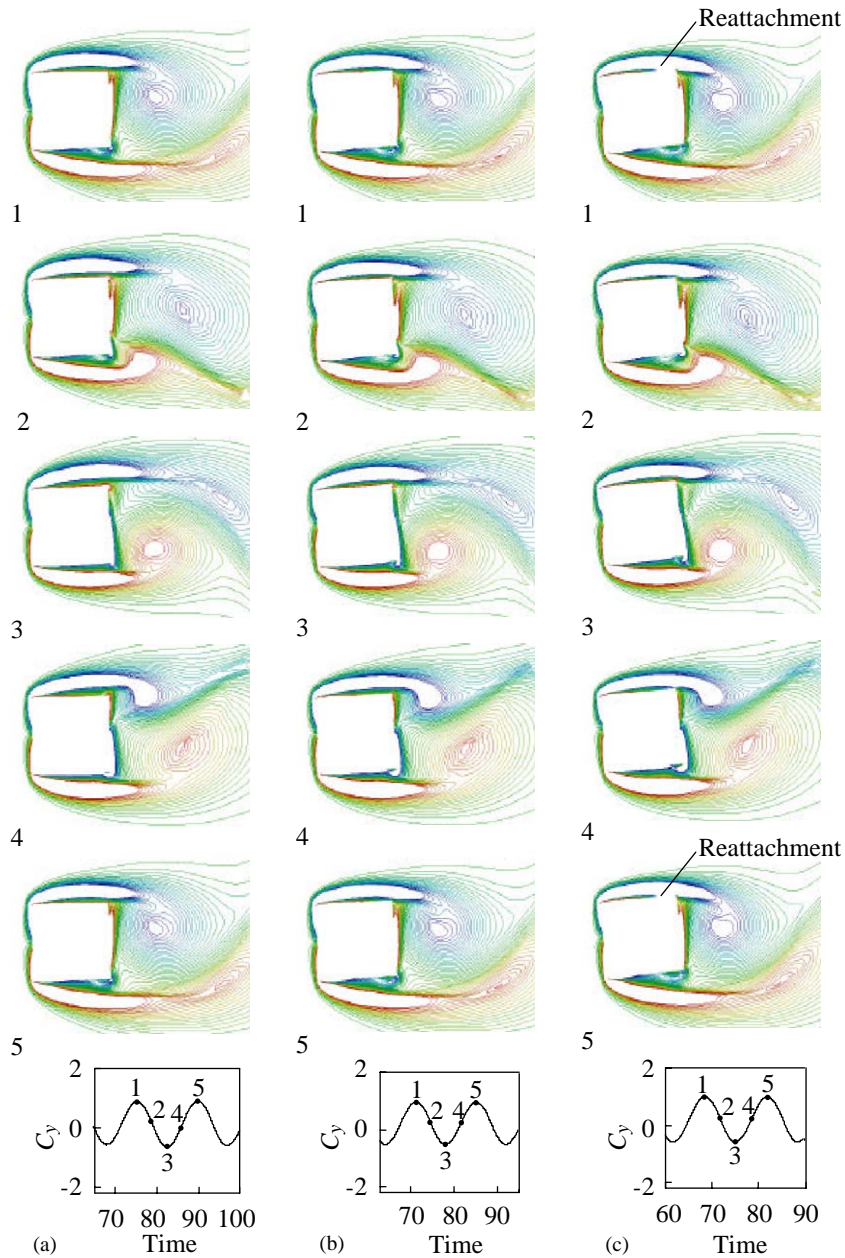 Reattachment
1 1 1
2 2 2
3 3 3
4 4 4
Reattachment
5 5 5
2 2 2
1 5 1 5 1 5
2 4 2 4 2 4
0 0 0
C_y C_y C_y
3 3 3
-2 -2 -2
70 80 90 100 70 80 90 60 70 80 90
(a) Time (b) Time (c) Time